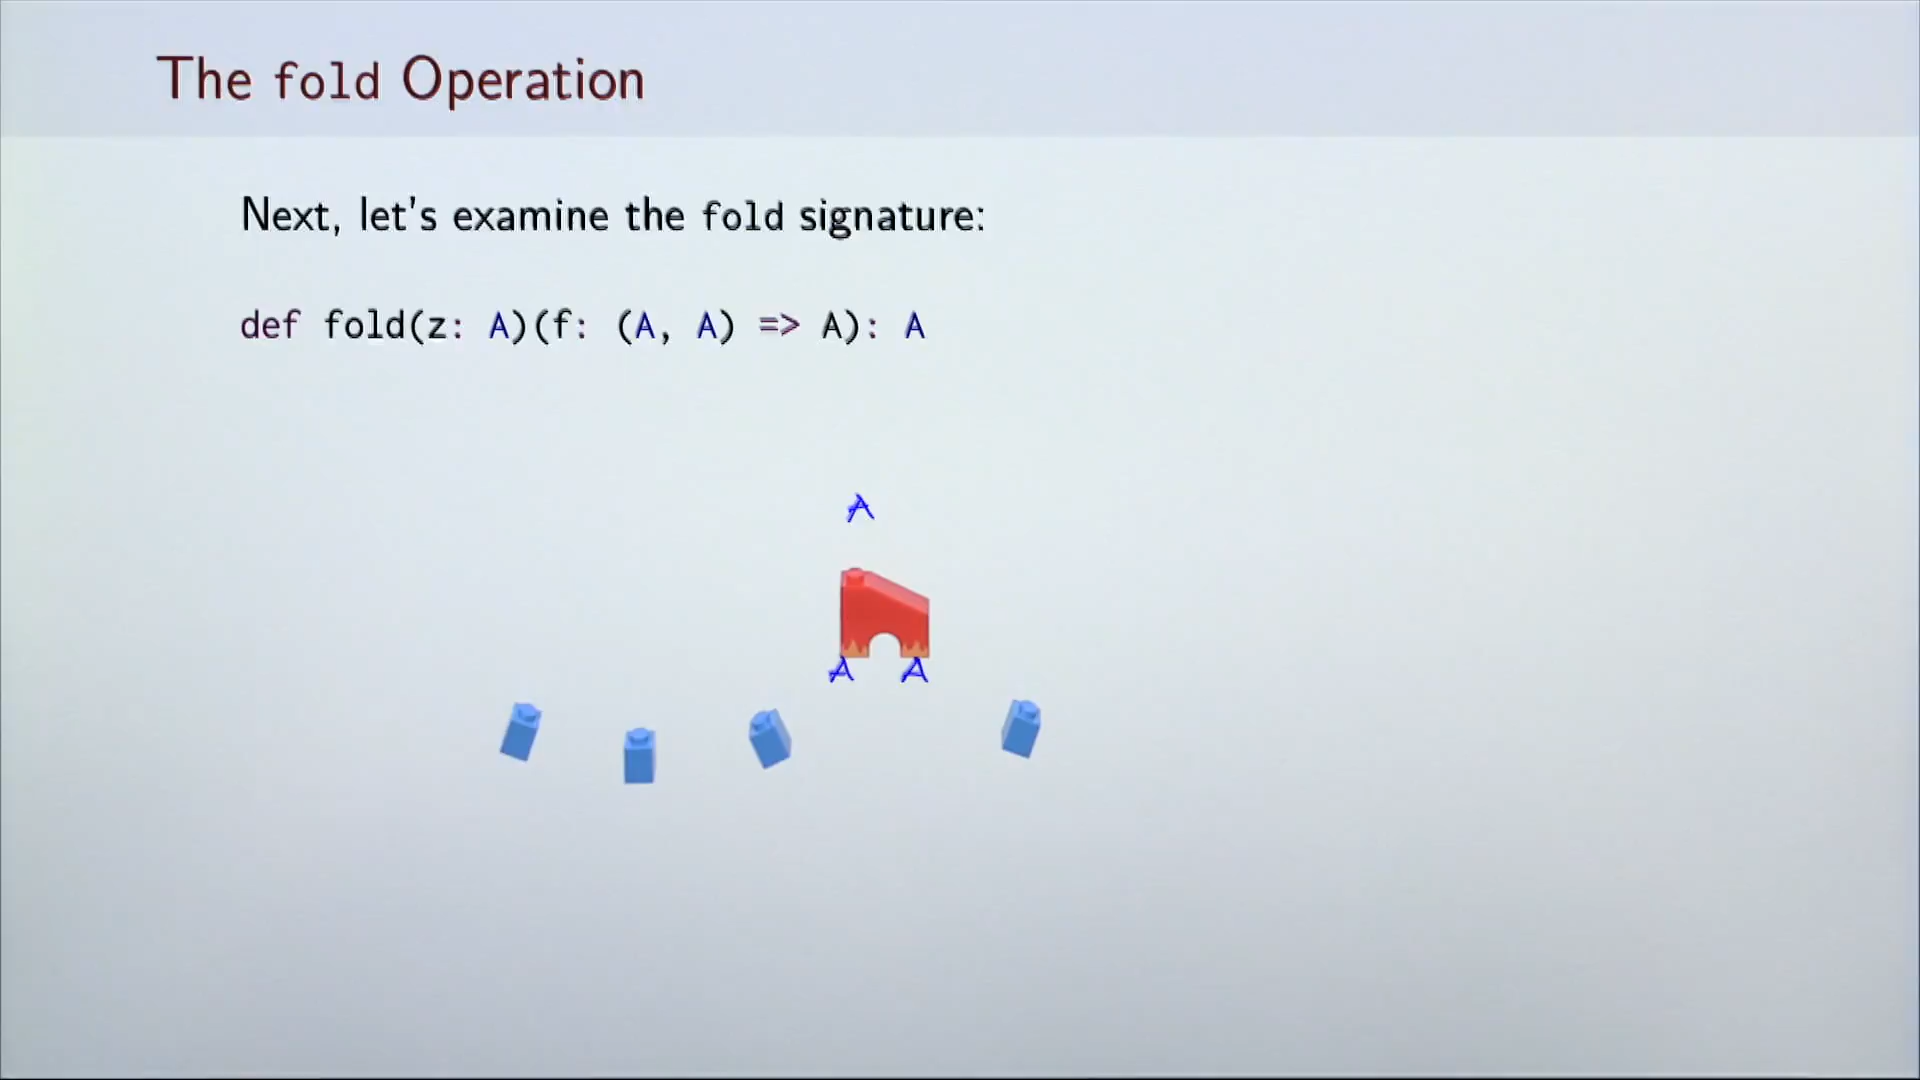 The fold Operation
Next, let's examine the fold signature:
def fold(z: A)(f: (A, A) => A): A
A
A A